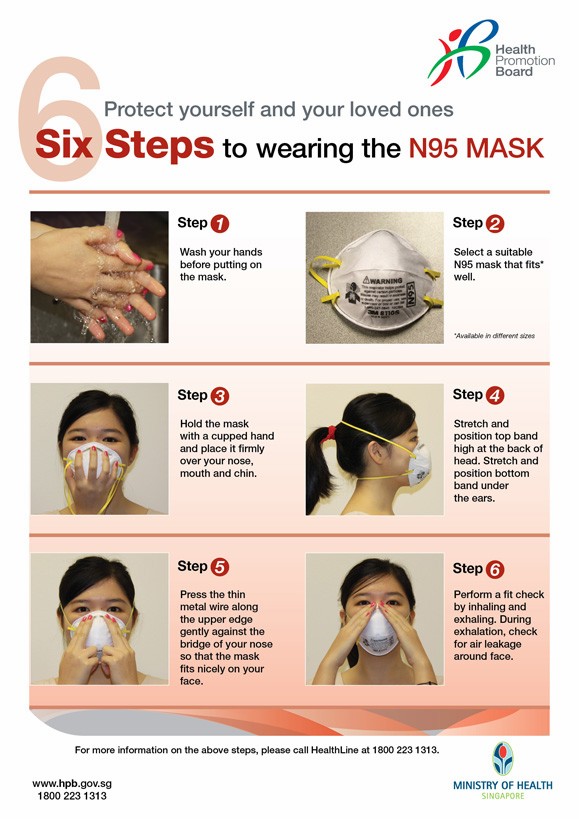 Health
Promotion
Board
6
Protect yourself and your loved ones
Six Steps to wearing the N95 MASK
Step 1
Wash your hands
before putting on
the mask.
Step 2
Select a suitable
N95 mask that fits*
well.
*Available in different sizes
WARNING
N95
Step 3
Hold the mask
with a cupped hand
and place it firmly
over your nose,
mouth and chin.
Step 4
Stretch and
position top band
high at the back of
head. Stretch and
position bottom
band under
the ears.
Step 5
Press the thin
metal wire along
the upper edge
gently against the
bridge of your nose
so that the mask
fits nicely on your
face.
Step 6
Perform a fit check
by inhaling and
exhaling. During
exhalation, check
for air leakage
around face.
For more information on the above steps, please call HealthLine at 1800 223 1313.
www.hpb.gov.sg
1800 223 1313
MINISTRY OF HEALTH
SINGAPORE